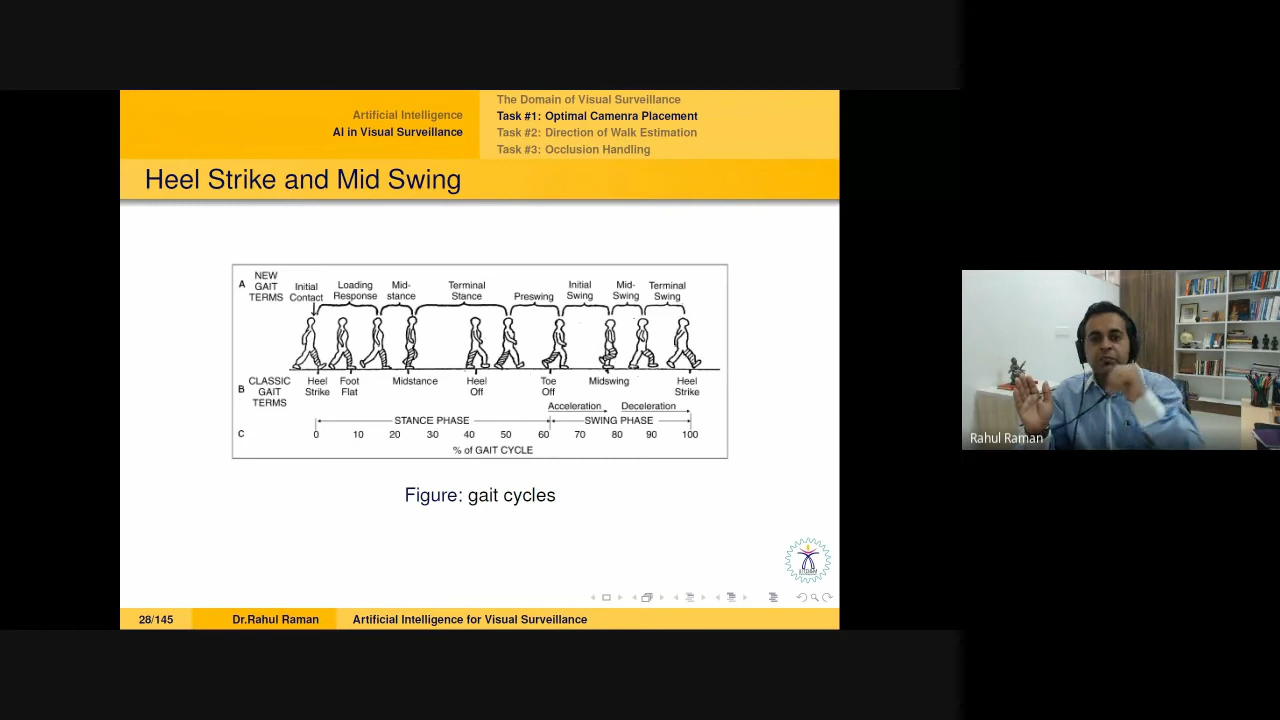 Artificial Intelligence
AI in Visual Surveillance
The Domain of Visual Surveillance
Task #1: Optimal Camenra Placement
Task #2: Direction of Walk Estimation
Task #3: Occlusion Handling
Heel Strike and Mid Swing
A
NEW
GAIT
TERMS
Initial
Contact
Loading
Response
Mid-
stance
Terminal
Stance
Preswing
Initial
Swing
Mid-
Swing
Terminal
Swing
B
CLASSIC
GAIT
TERMS
Heel
Strike
Foot
Flat
Midstance
Heel
Off
Toe
Off
Midswing
Heel
Strike
Acceleration
Deceleration
STANCE PHASE
SWING PHASE
C
0 10 20 30 40 50 60 70 80 90 100
% of GAIT CYCLE
Figure: gait cycles
28/145
Dr.Rahul Raman
Artificial Intelligence for Visual Surveillance
Rahul Raman